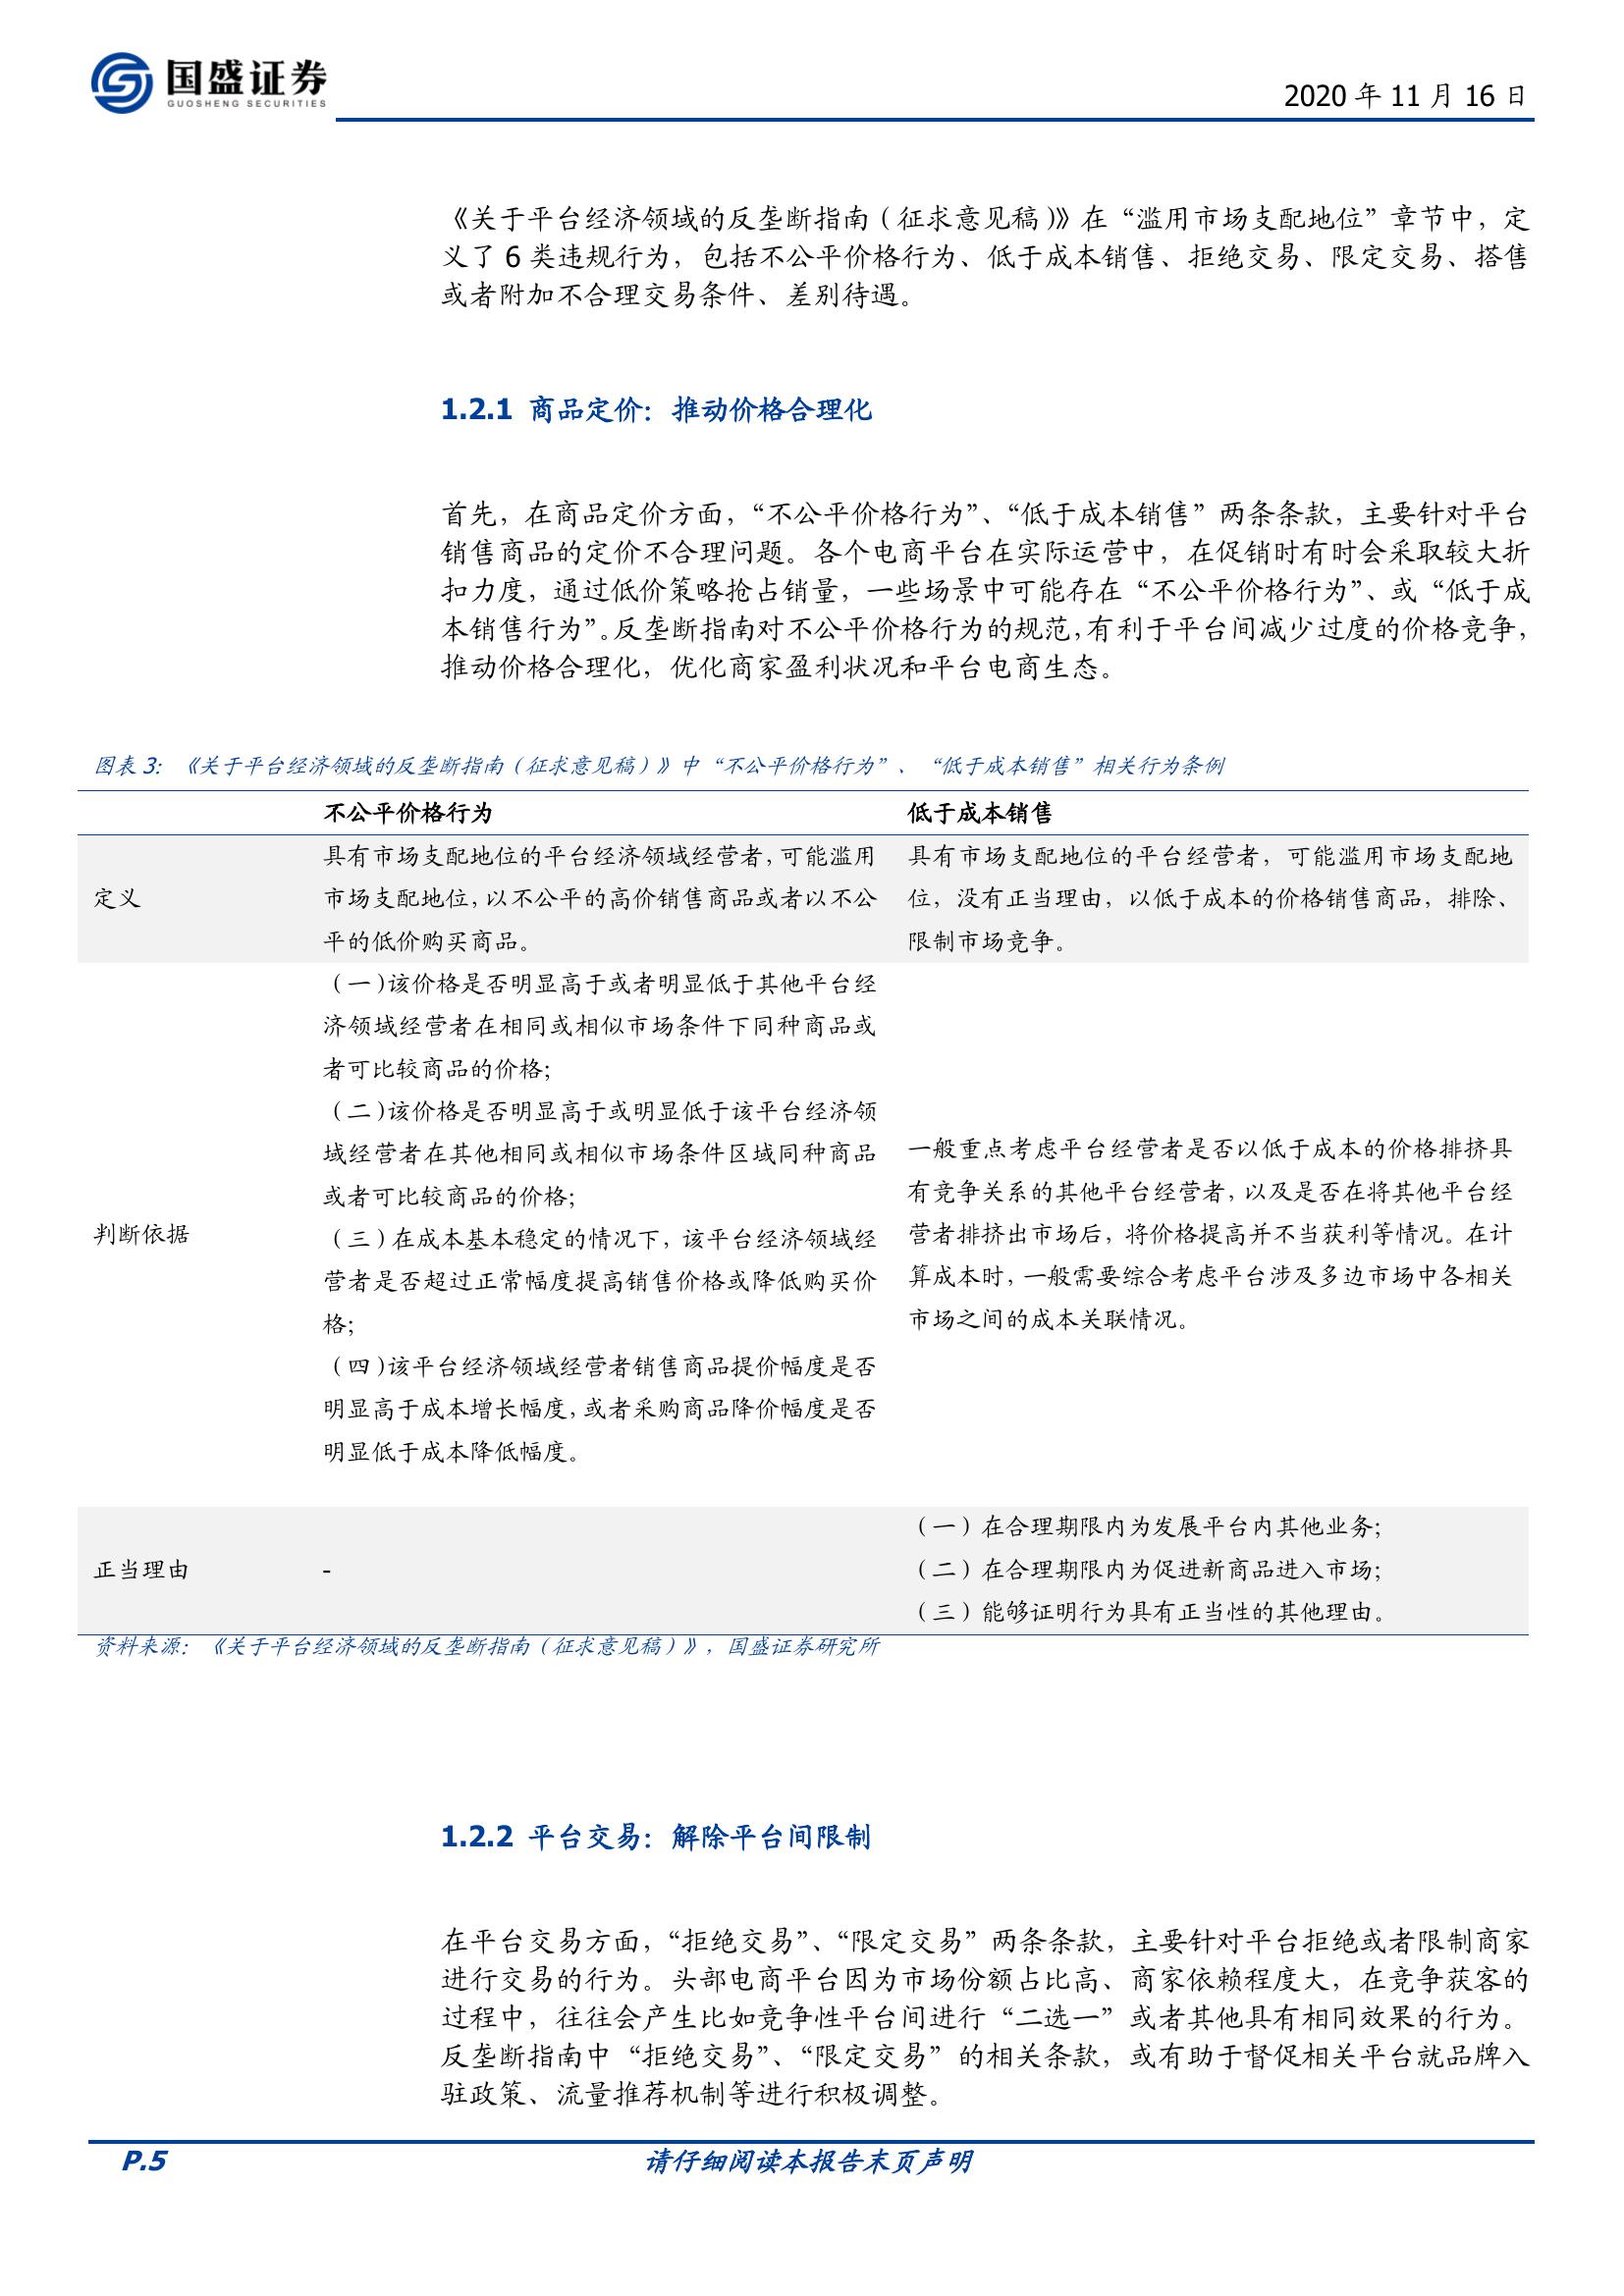 国盛证券
GUOSHENG SECURITIES
2020 年 11 月 16 日
《关于平台经济领域的反垄断指南（征求意见稿）》在“滥用市场支配地位”章节中，定
义了 6 类违规行为，包括不公平价格行为、低于成本销售、拒绝交易、限定交易、搭售
或者附加不合理交易条件、差别待遇。
1.2.1 商品定价：推动价格合理化
首先，在商品定价方面，“不公平价格行为”、“低于成本销售”两条条款，主要针对平台
销售商品的定价不合理问题。各个电商平台在实际运营中，在促销时有时会采取较大折
扣力度，通过低价策略抢占销量，一些场景中可能存在“不公平价格行为”、或“低于成
本销售行为”。反垄断指南对不公平价格行为的规范，有利于平台间减少过度的价格竞争，
推动价格合理化，优化商家盈利状况和平台电商生态。
图表 3：《关于平台经济领域的反垄断指南（征求意见稿）》中“不公平价格行为”、“低于成本销售”相关行为条例
不公平价格行为
低于成本销售
定义
具有市场支配地位的平台经济领域经营者，可能滥用
市场支配地位，以不公平的高价销售商品或者以不公
平的低价购买商品。
具有市场支配地位的平台经营者，可能滥用市场支配地
位，没有正当理由，以低于成本的价格销售商品，排除、
限制市场竞争。
判断依据
（一）该价格是否明显高于或者明显低于其他平台经
济领域经营者在相同或相似市场条件下同种商品或
者可比较商品的价格；
（二）该价格是否明显高于或明显低于该平台经济领
域经营者在其他相同或相似市场条件区域同种商品
或者可比较商品的价格；
（三）在成本基本稳定的情况下，该平台经济领域经
营者是否超过正常幅度提高销售价格或降低购买价
格；
（四）该平台经济领域经营者销售商品提价幅度是否
明显高于成本增长幅度，或者采购商品降价幅度是否
明显低于成本降低幅度。
一般重点考虑平台经营者是否以低于成本的价格排挤具
有竞争关系的其他平台经营者，以及是否在将其他平台经
营者排挤出市场后，将价格提高并不当获利等情况。在计
算成本时，一般需要综合考虑平台涉及多边市场中各相关
市场之间的成本关联情况。
正当理由
-
（一）在合理期限内为发展平台内其他业务；
（二）在合理期限内为促进新商品进入市场；
（三）能够证明行为具有正当性的其他理由。
资料来源：《关于平台经济领域的反垄断指南（征求意见稿）》，国盛证券研究所
1.2.2 平台交易：解除平台间限制
在平台交易方面，“拒绝交易”、“限定交易”两条条款，主要针对平台拒绝或者限制商家
进行交易的行为。头部电商平台因为市场份额占比高、商家依赖程度大，在竞争获客的
过程中，往往会产生比如竞争性平台间进行“二选一”或者其他具有相同效果的行为。
反垄断指南中“拒绝交易”、“限定交易”的相关条款，或有助于督促相关平台就品牌入
驻政策、流量推荐机制等进行积极调整。
P.5
请仔细阅读本报告末页声明